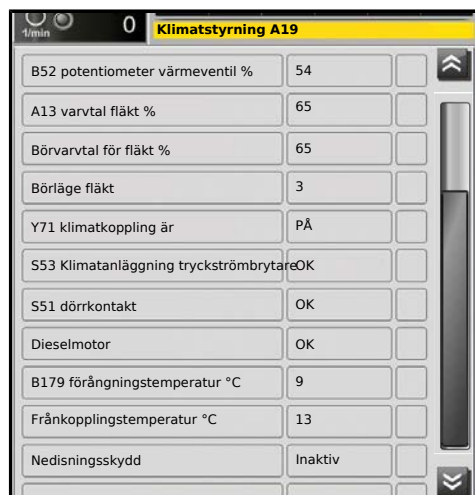 1/min 0 Klimatstyrning A19
B52 potentiometer värmeventil % 54
A13 varvtal fläkt % 65
Börvarvtal för fläkt % 65
Börläge fläkt 3
Y71 klimatkoppling är PÅ
S53 Klimatanläggning tryckströmbrytare OK
S51 dörrkontakt OK
Dieselmotor OK
B179 förångningstemperatur °C 9
Frånkopplingstemperatur °C 13
Nedisningsskydd Inaktiv